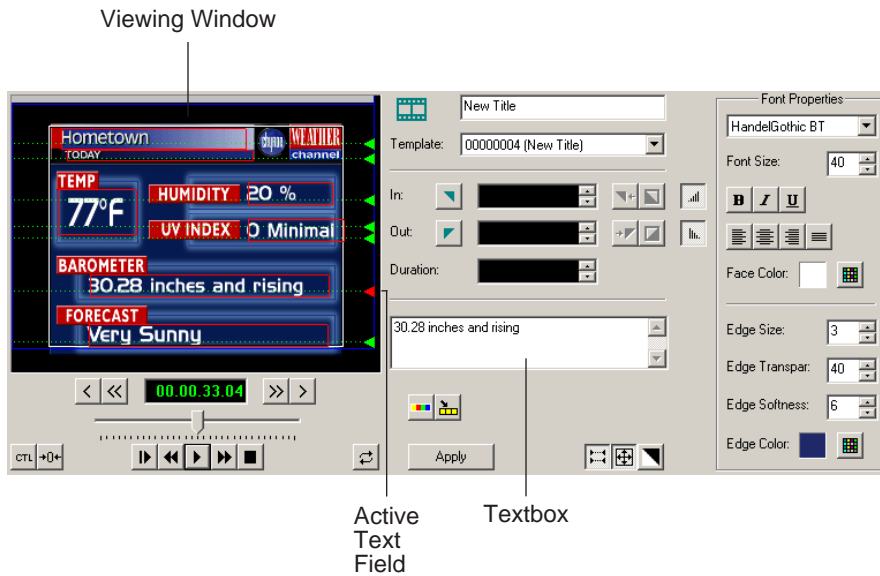 Viewing Window
Hometown
TODAY
chyron
WEATHER
channel
TEMP
77°F
HUMIDITY 20 %
UV INDEX 0 Minimal
BAROMETER
30.28 inches and rising
FORECAST
Very Sunny
00.00.33.04
CTL
→0←
New Title
Template: 00000004 (New Title)
In:
Out:
Duration:
30.28 inches and rising
Apply
Font Properties
HandelGothic BT
Font Size: 40
B I U
Face Color:
Edge Size: 3
Edge Transpar: 40
Edge Softness: 6
Edge Color:
Active
Text
Field
Textbox